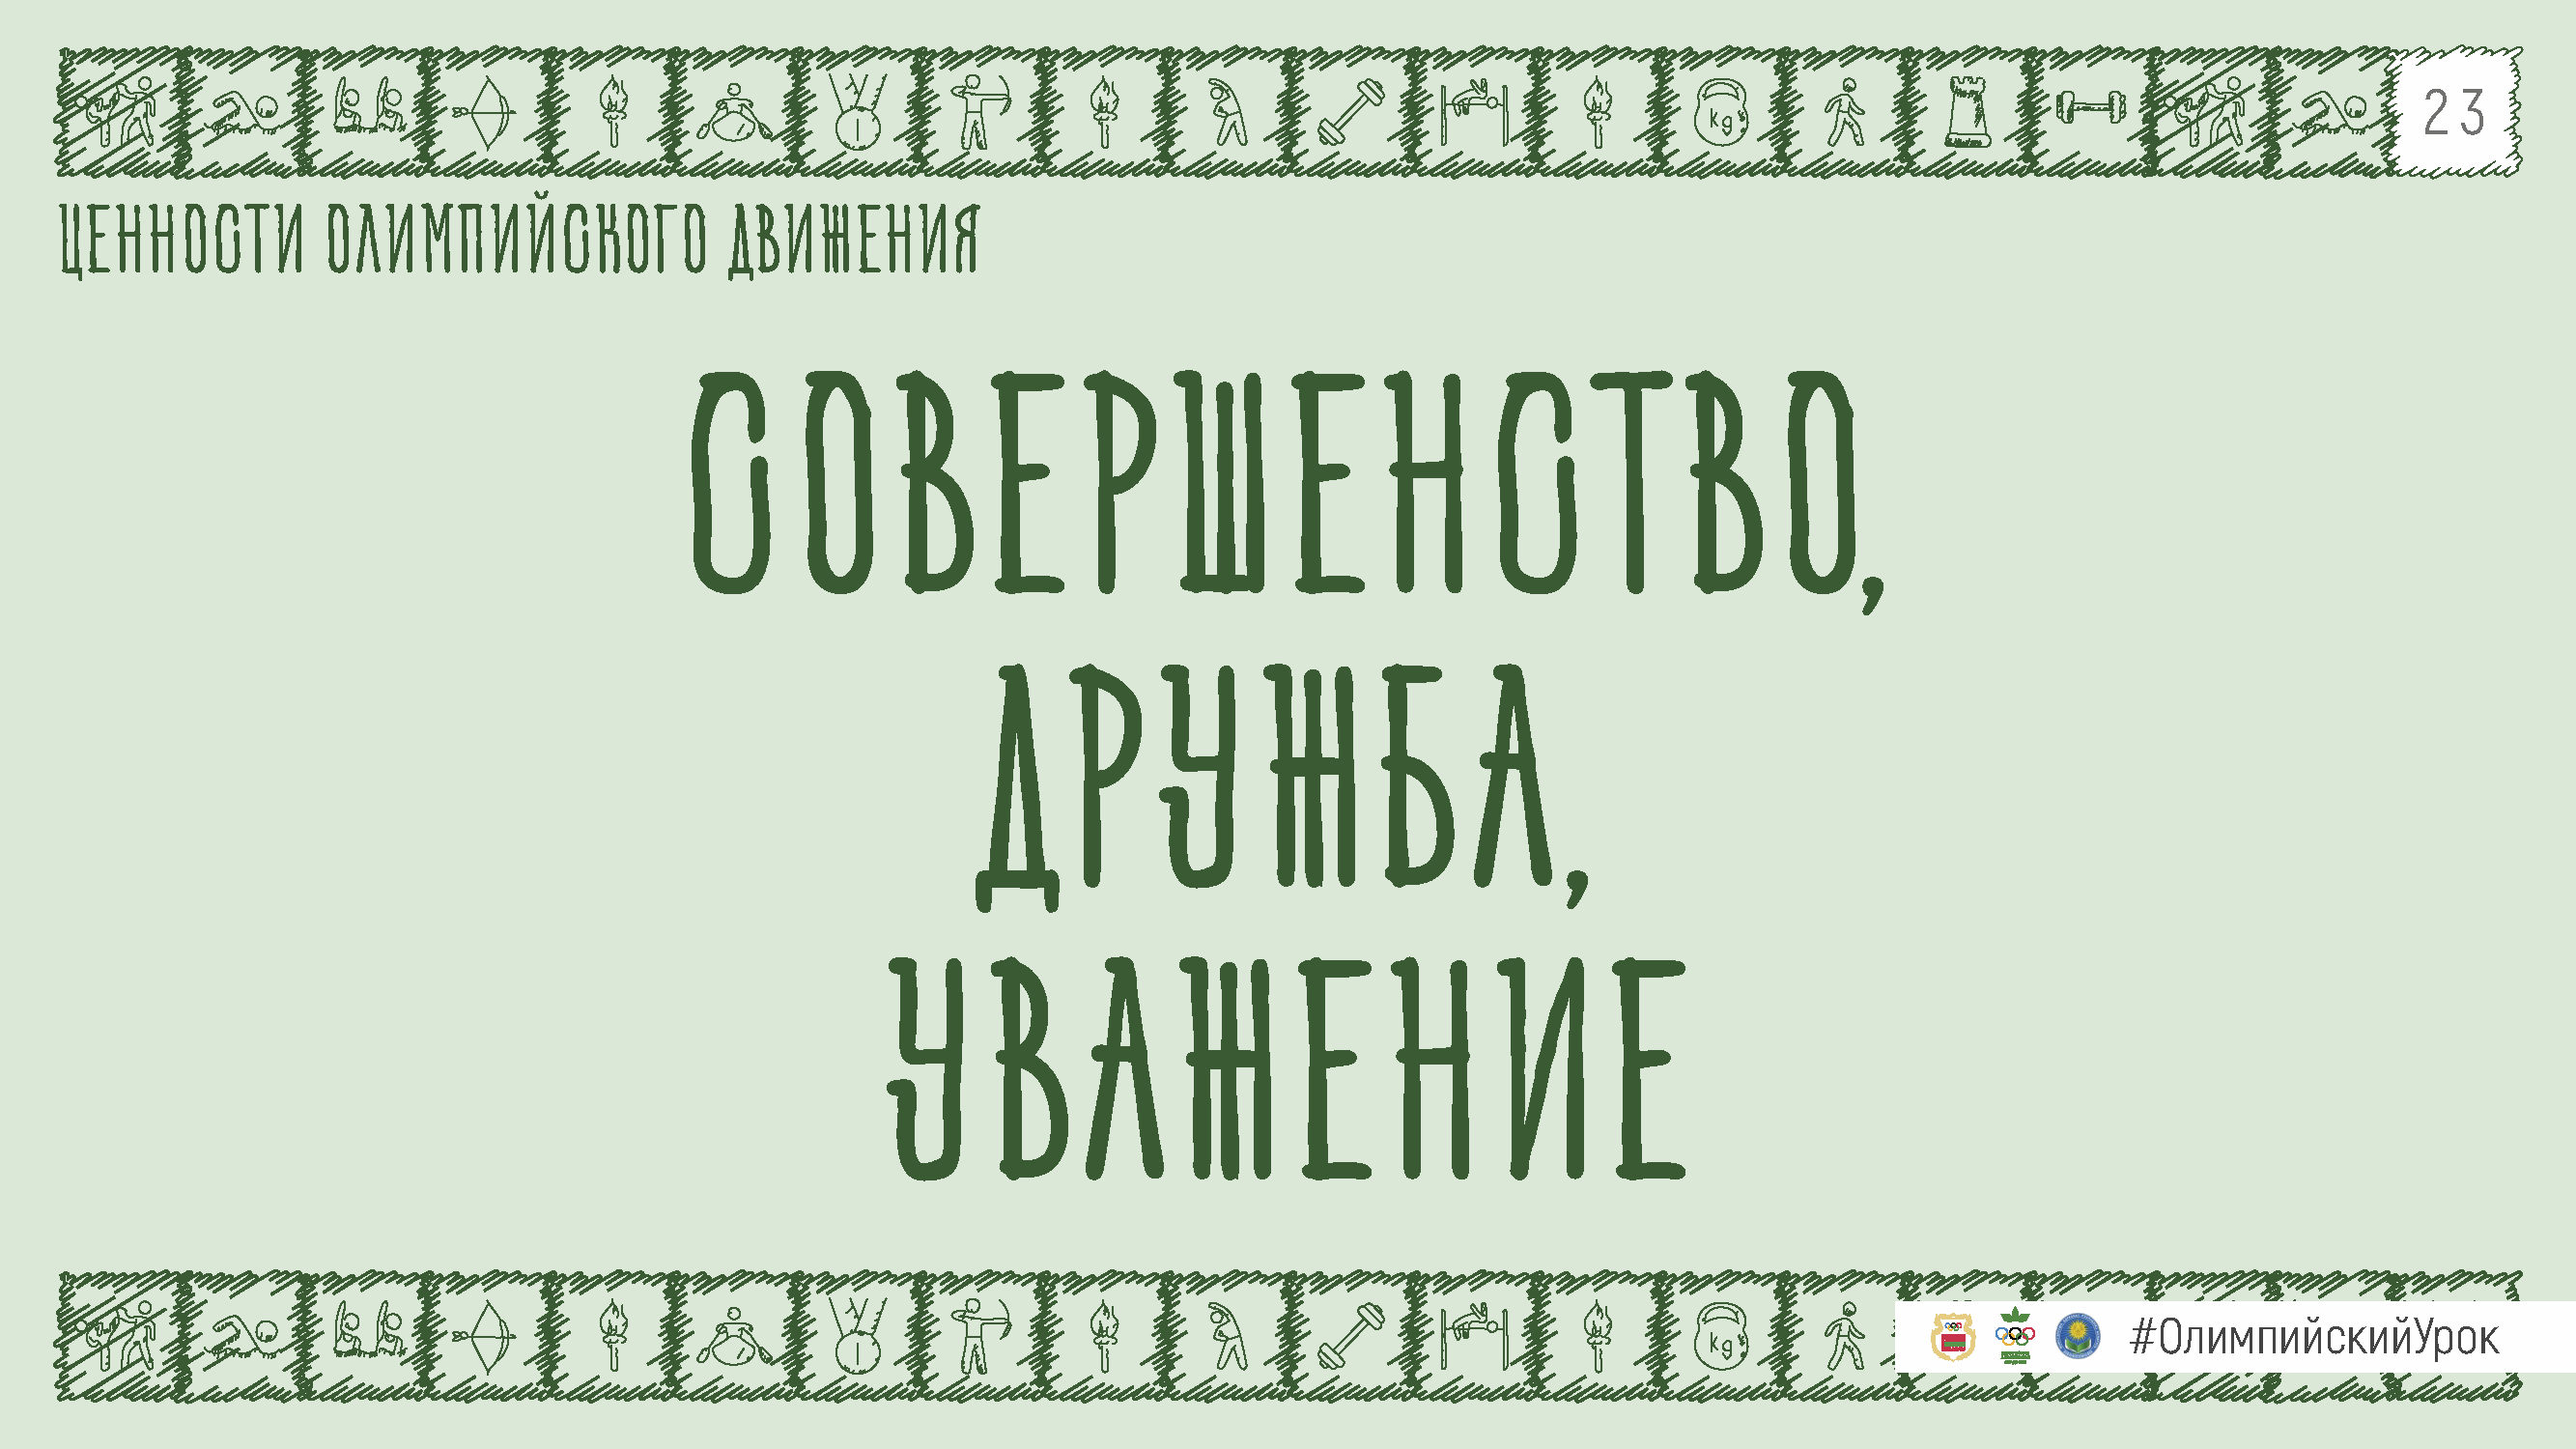 23
ЦЕННОСТИ ОЛИМПИЙСКОГО ДВИЖЕНИЯ
СОВЕРШЕНСТВО,
ДРУЖБА,
УВАЖЕНИЕ
kg
kg
#ОлимпийскийУрок